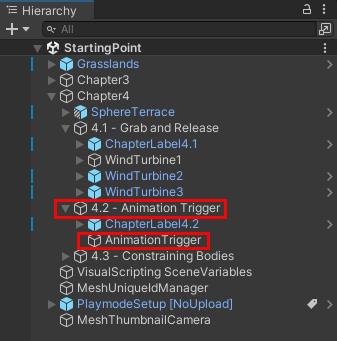 Hierarchy
All
StartingPoint
Grasslands
Chapter3
Chapter4
SphereTerrace
4.1 - Grab and Release
ChapterLabel4.1
WindTurbine1
WindTurbine2
WindTurbine3
4.2 - Animation Trigger
ChapterLabel4.2
AnimationTrigger
4.3 - Constraining Bodies
VisualScripting SceneVariables
MeshUniqueIdManager
PlaymodeSetup [NoUpload]
MeshThumbnailCamera